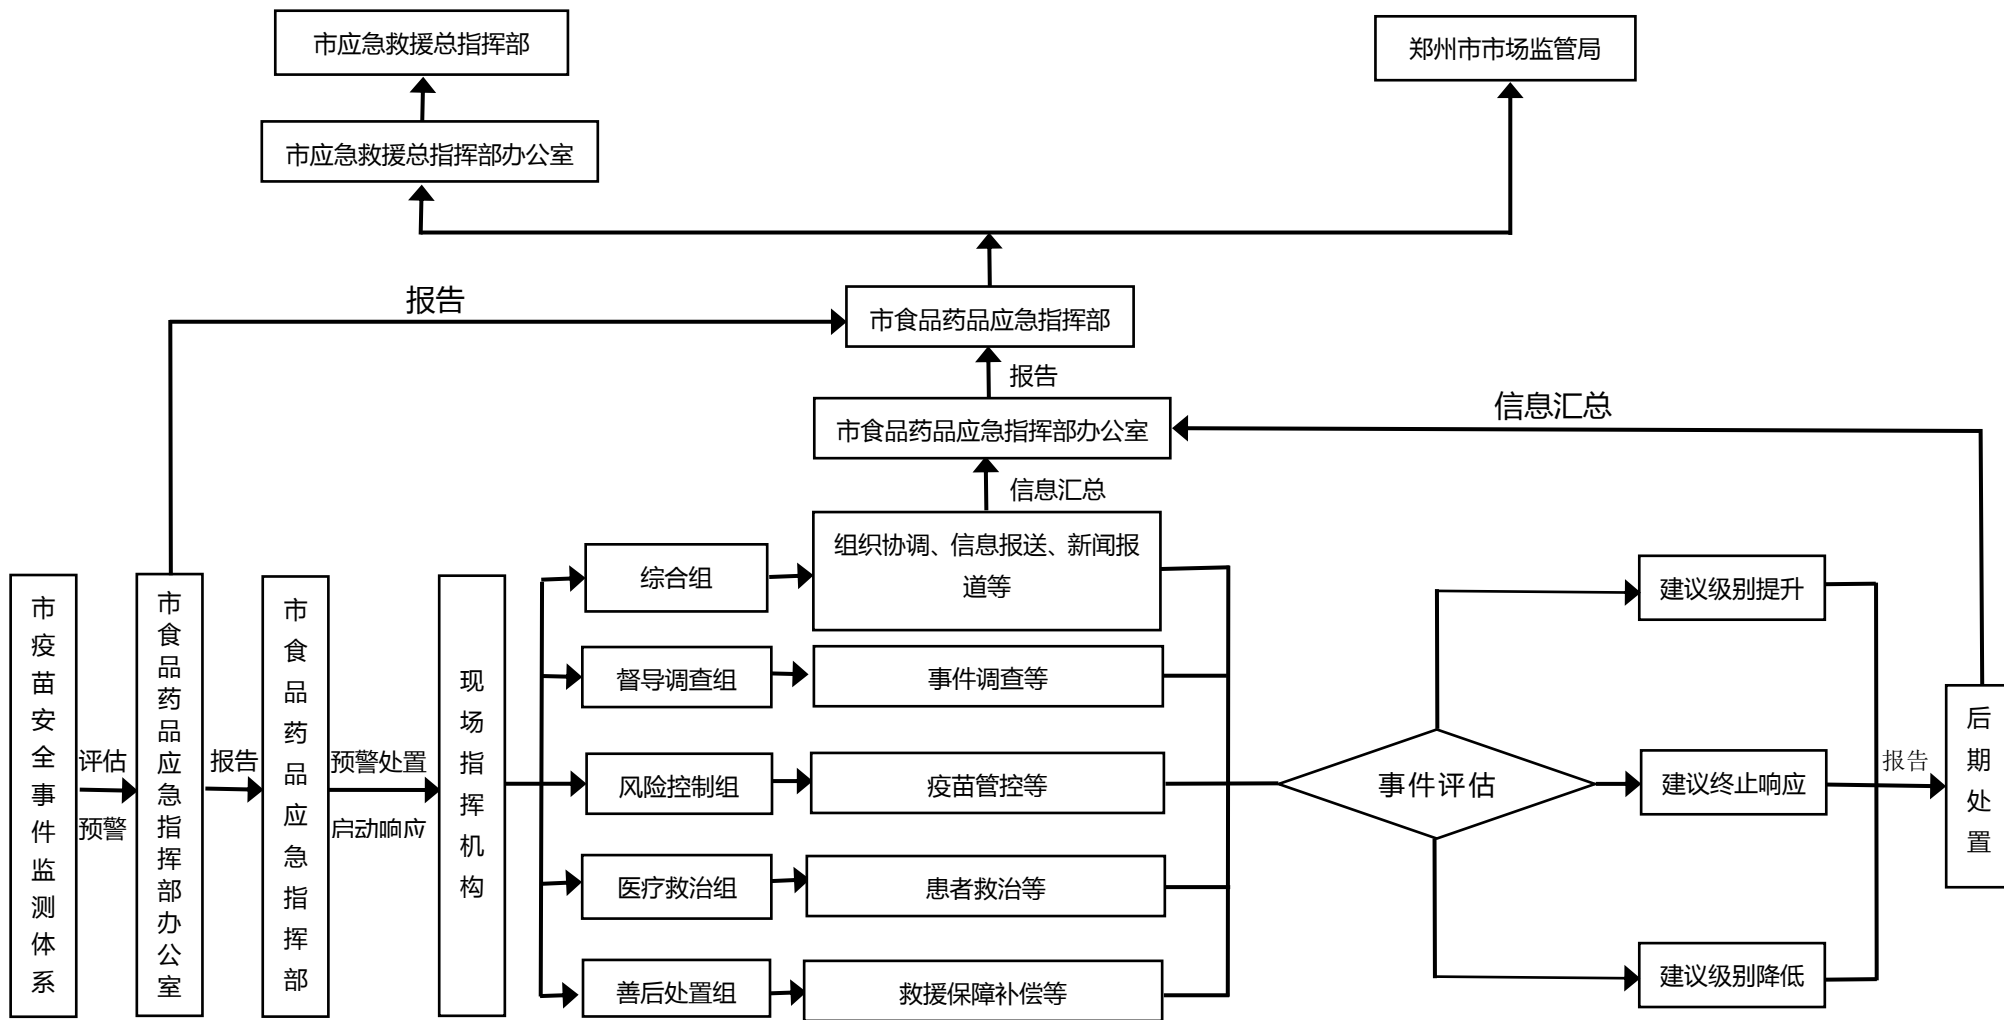 市应急救援总指挥部
郑州市市场监管局
市应急救援总指挥部办公室
报告
市食品药品应急指挥部
报告
信息汇总
市食品药品应急指挥部办公室
信息汇总
市疫苗安全事件监测体系
评估
预警
市食品药品应急指挥部办公室
报告
市食品药品应急指挥部
预警处置
启动响应
现场指挥机构
综合组
组织协调、信息报送、新闻报
道等
督导调查组
事件调查等
风险控制组
疫苗管控等
医疗救治组
患者救治等
善后处置组
救援保障补偿等
事件评估
建议级别提升
建议终止响应
建议级别降低
报告
后期处置